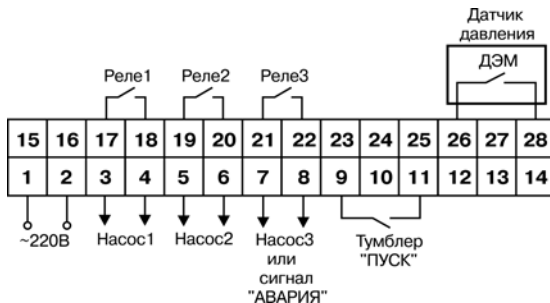 Датчик
давления
ДЭМ
Реле1 Реле2 Реле3
15 16 17 18 19 20 21 22 23 24 25 26 27 28
1 2 3 4 5 6 7 8 9 10 11 12 13 14
~220В Насос1 Насос2 Насос3
или
сигнал
"АВАРИЯ"
Тумблер
"ПУСК"